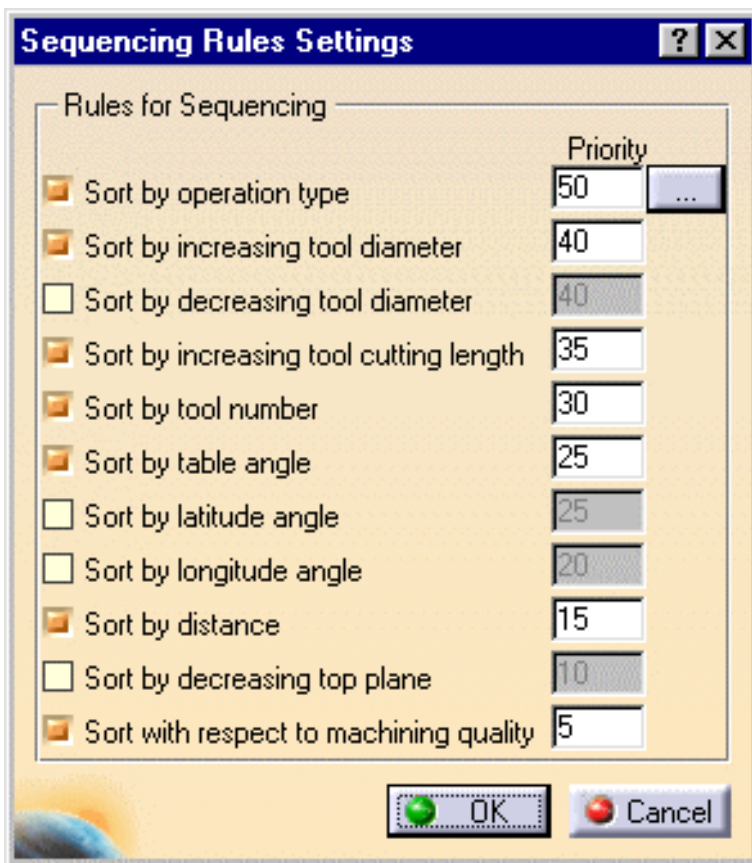 Sequencing Rules Settings ? ×
Rules for Sequencing
Priority
Sort by operation type 50 ...
Sort by increasing tool diameter 40
Sort by decreasing tool diameter 40
Sort by increasing tool cutting length 35
Sort by tool number 30
Sort by table angle 25
Sort by latitude angle 25
Sort by longitude angle 20
Sort by distance 15
Sort by decreasing top plane 10
Sort with respect to machining quality 5
OK Cancel